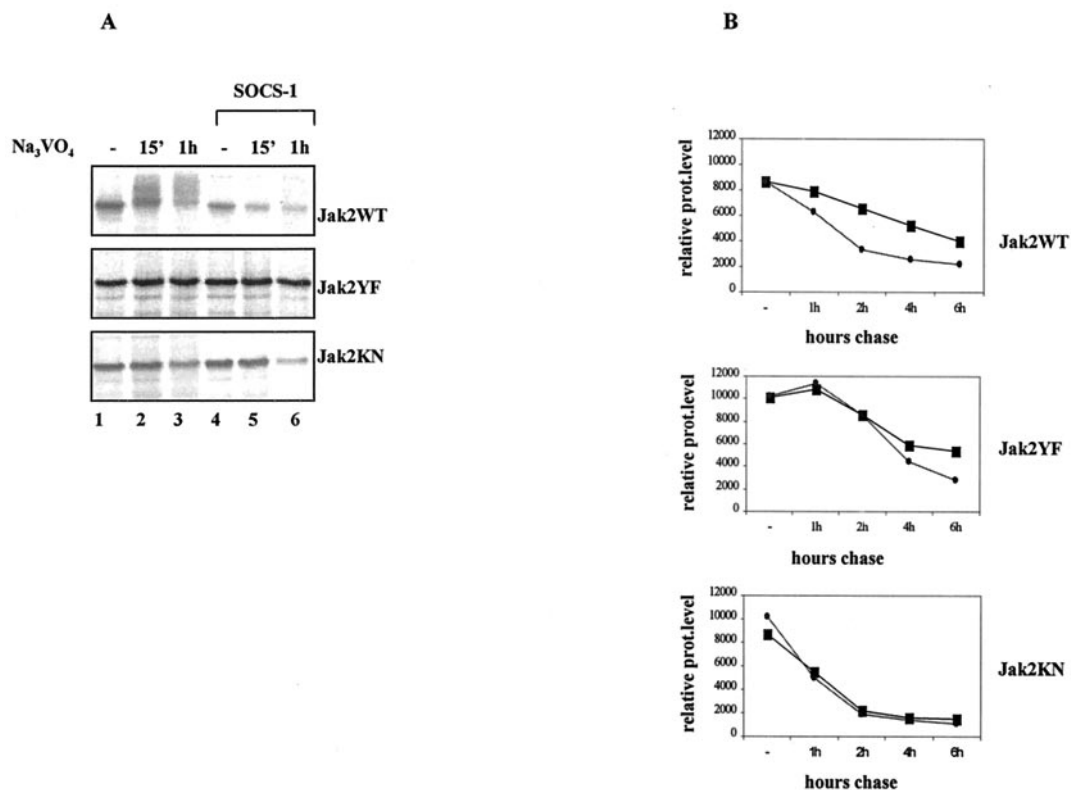 A
SOCS-1
Na₃VO₄ - 15' 1h - 15' 1h
Jak2WT
Jak2YF
Jak2KN
1 2 3 4 5 6
B
relative prot.level
12000
10000
8000
6000
4000
2000
0
- 1h 2h 4h 6h
hours chase
Jak2WT
relative prot.level
12000
10000
8000
6000
4000
2000
0
- 1h 2h 4h 6h
hours chase
Jak2YF
relative prot.level
12000
10000
8000
6000
4000
2000
0
- 1h 2h 4h 6h
hours chase
Jak2KN